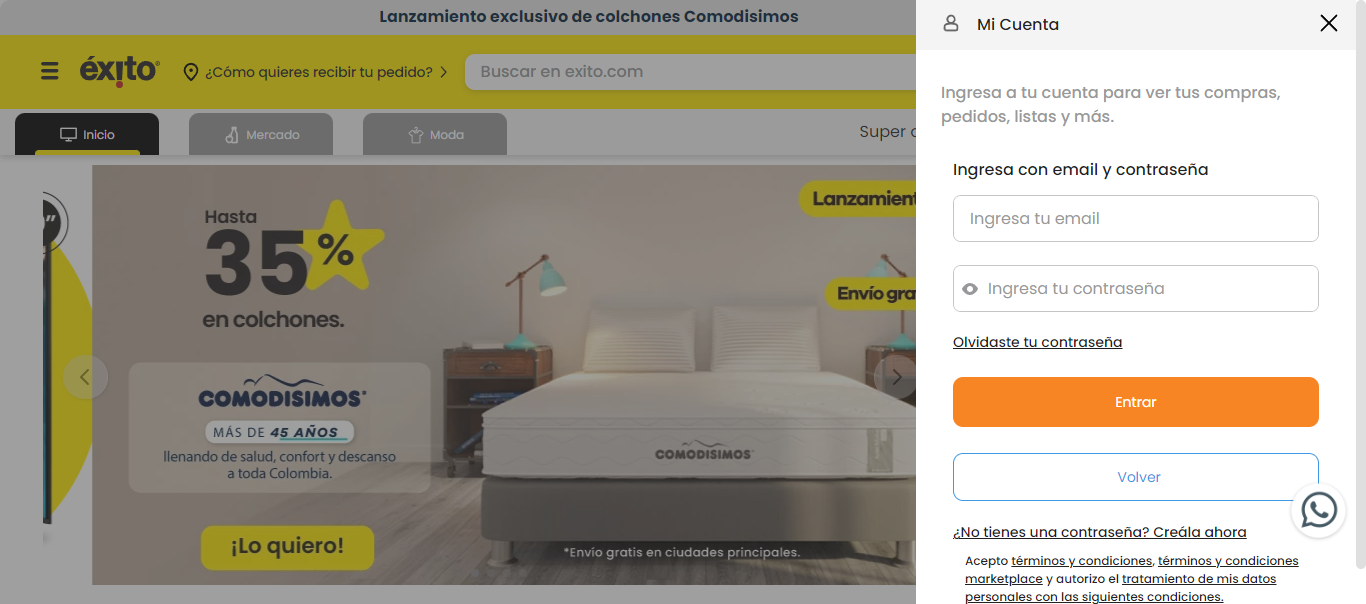 Lanzamiento exclusivo de colchones Comodisimos
éxito
¿Cómo quieres recibir tu pedido?
Buscar en exito.com
Inicio
Mercado
Moda
Super
Hasta
35%
en colchones.
COMODISIMOS
MÁS DE 45 AÑOS
llenando de salud, confort y descanso
a toda Colombia.
¡Lo quiero!
Lanzamient
Envío gra
COMODISIMOS
*Envío gratis en ciudades principales.
Mi Cuenta
Ingresa a tu cuenta para ver tus compras,
pedidos, listas y más.
Ingresa con email y contraseña
Ingresa tu email
Ingresa tu contraseña
Olvidaste tu contraseña
Entrar
Volver
¿No tienes una contraseña? Creála ahora
Acepto términos y condiciones, términos y condiciones
marketplace y autorizo el tratamiento de mis datos
personales con las siguientes condiciones.